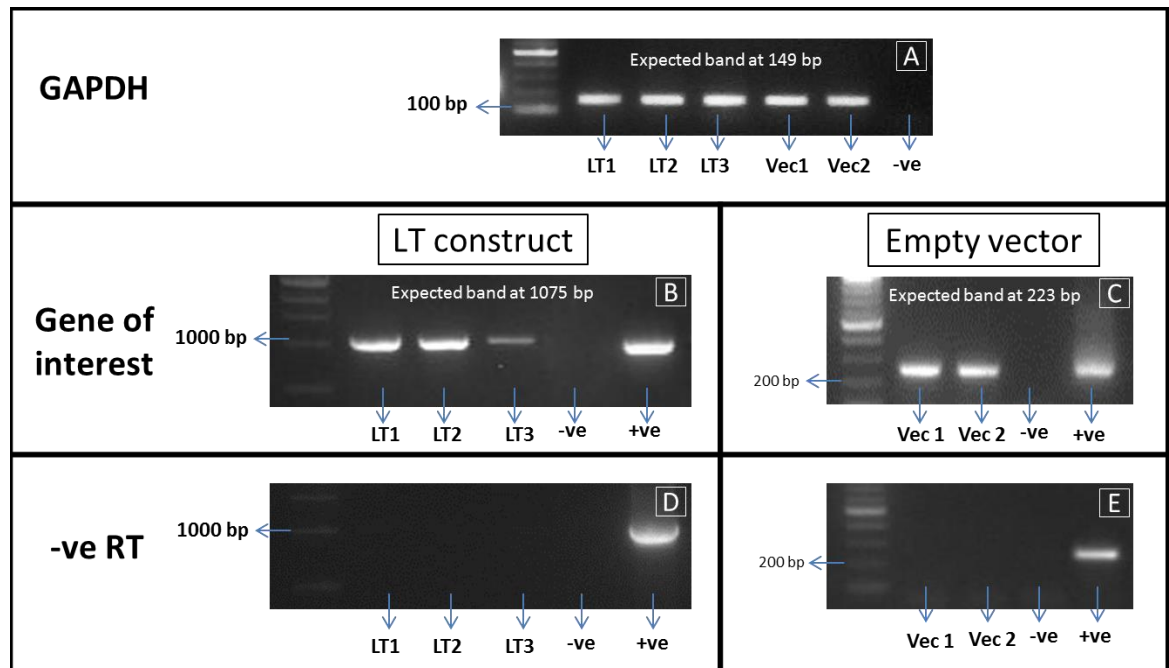 GAPDH
Expected band at 149 bp
A
100 bp
LT1 LT2 LT3 Vec1 Vec2 -ve
LT construct
Empty vector
Gene of
interest
Expected band at 1075 bp
B
1000 bp
LT1 LT2 LT3 -ve +ve
Expected band at 223 bp
C
200 bp
Vec 1 Vec 2 -ve +ve
-ve RT
D
1000 bp
LT1 LT2 LT3 -ve +ve
E
200 bp
Vec 1 Vec 2 -ve +ve